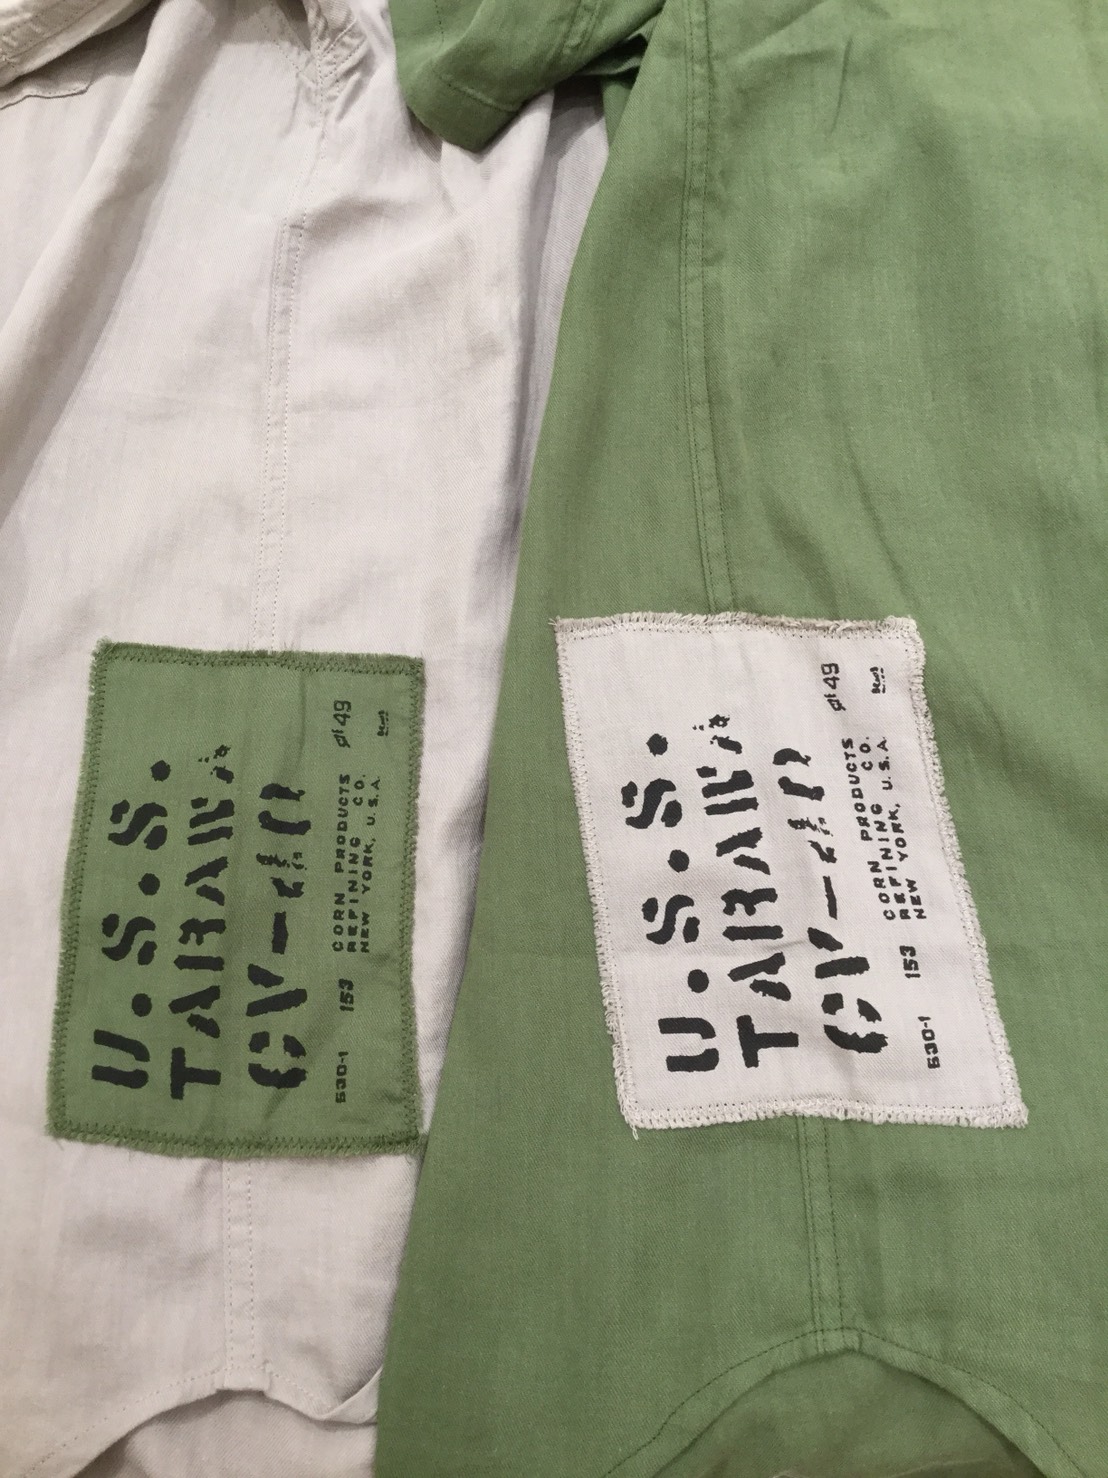 U.S.S.
TARAWA
CV-40
530-1 153 CORN PRODUCTS
REFINING CO.
NEW YORK, U.S.A.
49
U.S.S.
TARAWA
CV-40
530-1 153 CORN PRODUCTS
REFINING CO.
NEW YORK, U.S.A.
49